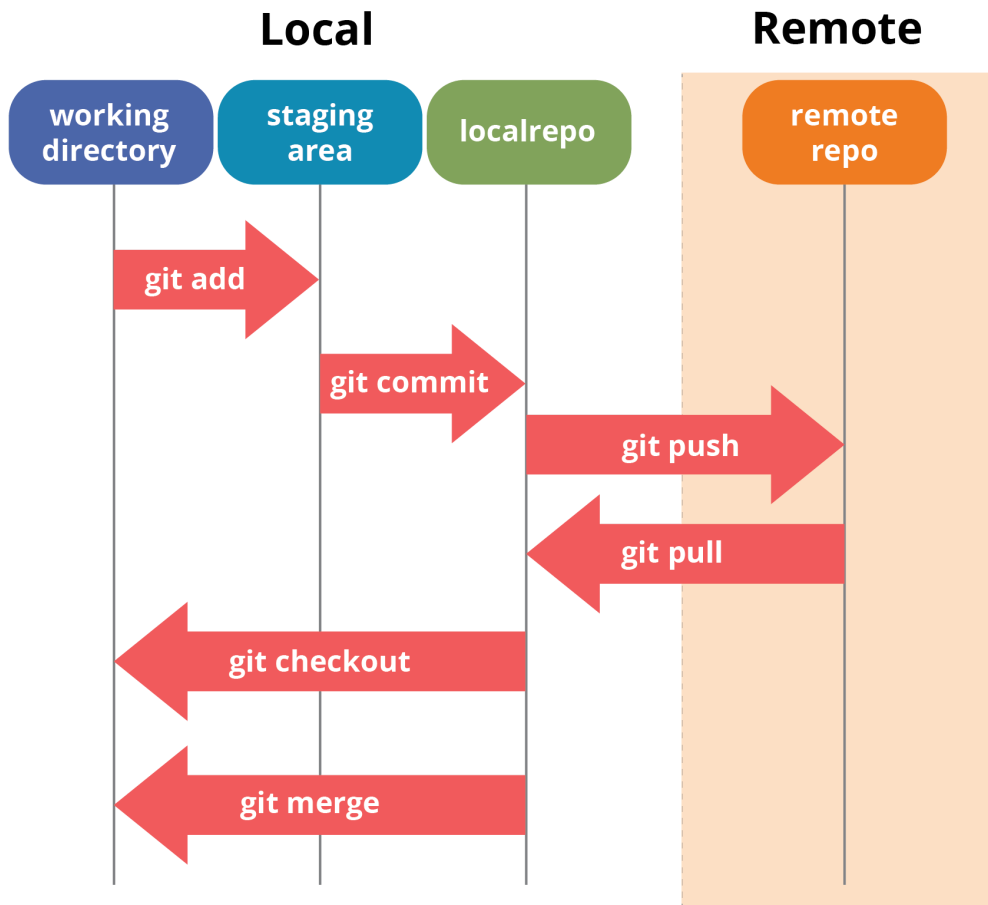 Local
Remote
working
directory
staging
area
localrepo
remote
repo
git add
git commit
git push
git pull
git checkout
git merge